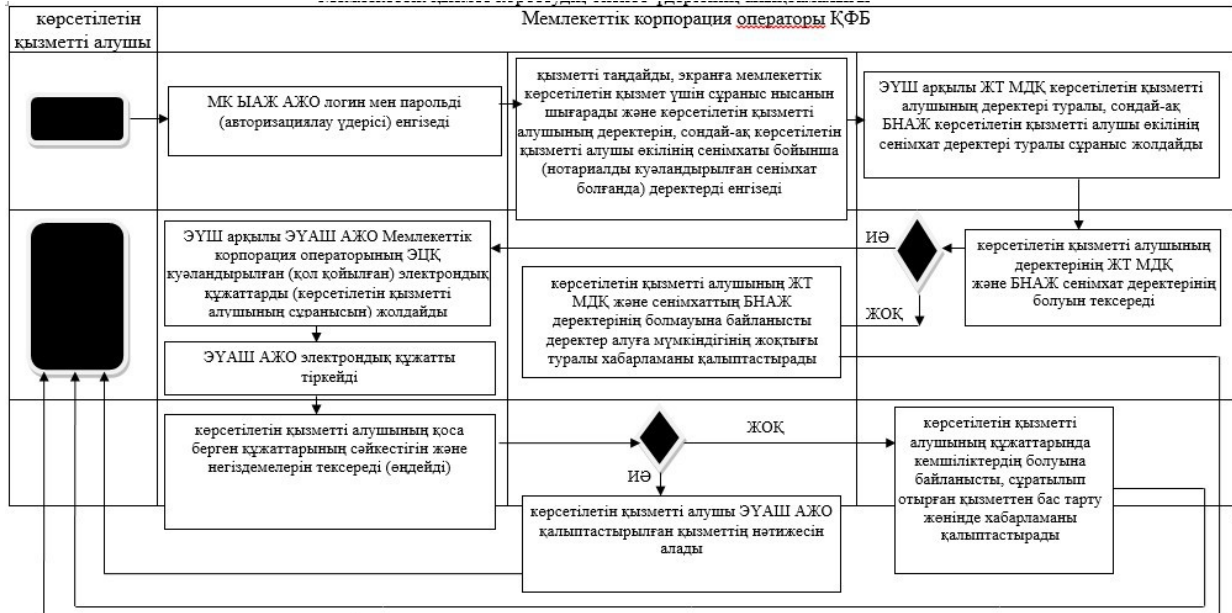 көрсетілетін
қызметті алушы
Мемлекеттік корпорация операторы ҚФБ
МК ЫАЖ АЖО логин мен парольді
(авторизациялау үдерісі) енгізеді
қызметті таңдайды, экранға мемлекеттік
көрсетілетін қызмет үшін сұраныс нысанын
шығарады және көрсетілетін қызметті
алушының деректерін, сондай-ақ көрсетілетін
қызметті алушы өкілінің сенімхаты бойынша
(нотариалды куәландырылған сенімхат
болғанда) деректерді енгізеді
ЭҮШ арқылы ЖТ МДҚ көрсетілетін қызметті
алушының деректері туралы, сондай-ақ
БНАЖ көрсетілетін қызметті алушы өкілінің
сенімхат деректері туралы сұраныс жолдайды
ЭҮШ арқылы ЭҮАШ АЖО Мемлекеттік
корпорация операторының ЭЦҚ
куәландырылған (қол қойылған) электрондық
құжаттарды (көрсетілетін қызметті
алушының сұранысын) жолдайды
ИӘ
көрсетілетін қызметті алушының
деректерінің ЖТ МДҚ
және БНАЖ сенімхат деректерінің
болуын тексереді
көрсетілетін қызметті алушының ЖТ
МДҚ және сенімхаттың БНАЖ
деректерінің болмауына байланысты
деректер алуға мүмкіндігінің жоқтығы
туралы хабарламаны қалыптастырады
ЖОҚ
ЭҮАШ АЖО электрондық құжатты
тіркейді
көрсетілетін қызметті алушының қоса
берген құжаттарының сәйкестігін және
негіздемелерін тексереді (өңдейді)
ЖОҚ
ИӘ
көрсетілетін қызметті
алушының құжаттарында
кемшіліктердің болуына
байланысты, сұратылып
отырған қызметтен бас тарту
жөнінде хабарламаны
қалыптастырады
көрсетілетін қызметті алушы ЭҮАШ АЖО
қалыптастырылған қызметтің нәтижесін
алады